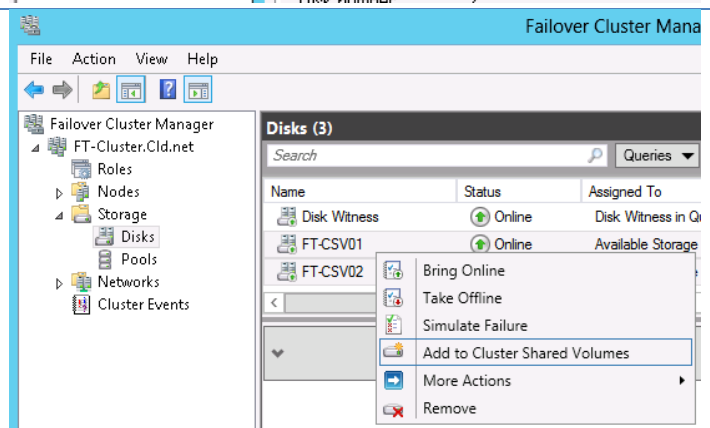 Failover Cluster Mana
File Action View Help
Failover Cluster Manager
FT-Cluster.Cld.net
Roles
Nodes
Storage
Disks
Pools
Networks
Cluster Events
Disks (3)
Search Queries
Name Status Assigned To
Disk Witness Online Disk Witness in Qu
FT-CSV01 Online Available Storage
FT-CSV02
Bring Online
Take Offline
Simulate Failure
Add to Cluster Shared Volumes
More Actions
Remove